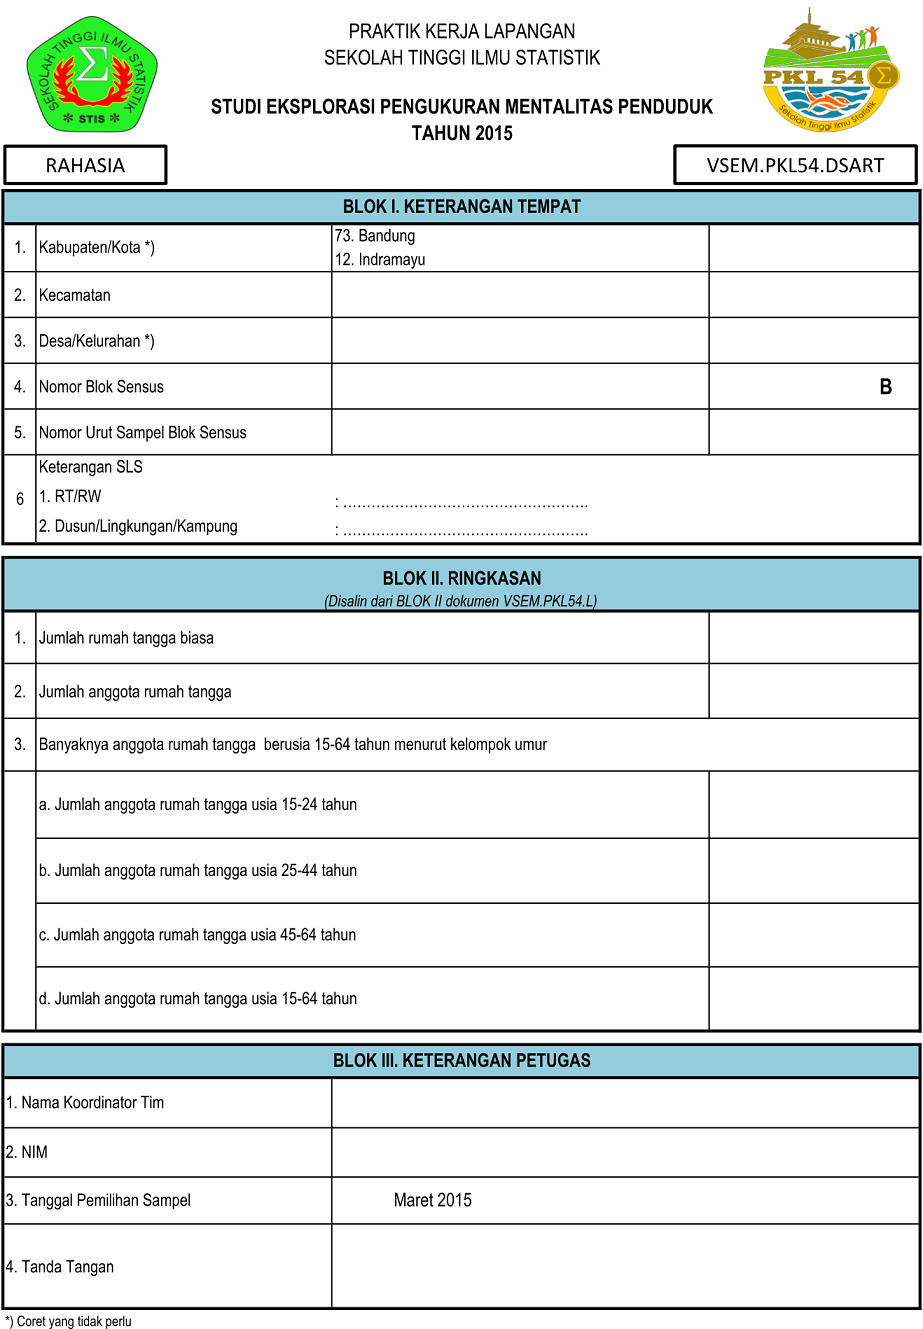 SEKOLAH TINGGI ILMU STATISTIK
* STIS *
PRAKTIK KERJA LAPANGAN
SEKOLAH TINGGI ILMU STATISTIK
STUDI EKSPLORASI PENGUKURAN MENTALITAS PENDUDUK
TAHUN 2015
PKL 54
Sekolah Tinggi Ilmu Statistik
RAHASIA
VSEM.PKL54.DSART
BLOK I. KETERANGAN TEMPAT
1. Kabupaten/Kota *) 73. Bandung
12. Indramayu
2. Kecamatan
3. Desa/Kelurahan *)
4. Nomor Blok Sensus B
5. Nomor Urut Sampel Blok Sensus
6 Keterangan SLS
1. RT/RW : ....................................................
2. Dusun/Lingkungan/Kampung : ....................................................
BLOK II. RINGKASAN
(Disalin dari BLOK II dokumen VSEM.PKL54.L)
1. Jumlah rumah tangga biasa
2. Jumlah anggota rumah tangga
3. Banyaknya anggota rumah tangga  berusia 15-64 tahun menurut kelompok umur
a. Jumlah anggota rumah tangga usia 15-24 tahun
b. Jumlah anggota rumah tangga usia 25-44 tahun
c. Jumlah anggota rumah tangga usia 45-64 tahun
d. Jumlah anggota rumah tangga usia 15-64 tahun
BLOK III. KETERANGAN PETUGAS
1. Nama Koordinator Tim
2. NIM
3. Tanggal Pemilihan Sampel Maret 2015
4. Tanda Tangan
*) Coret yang tidak perlu